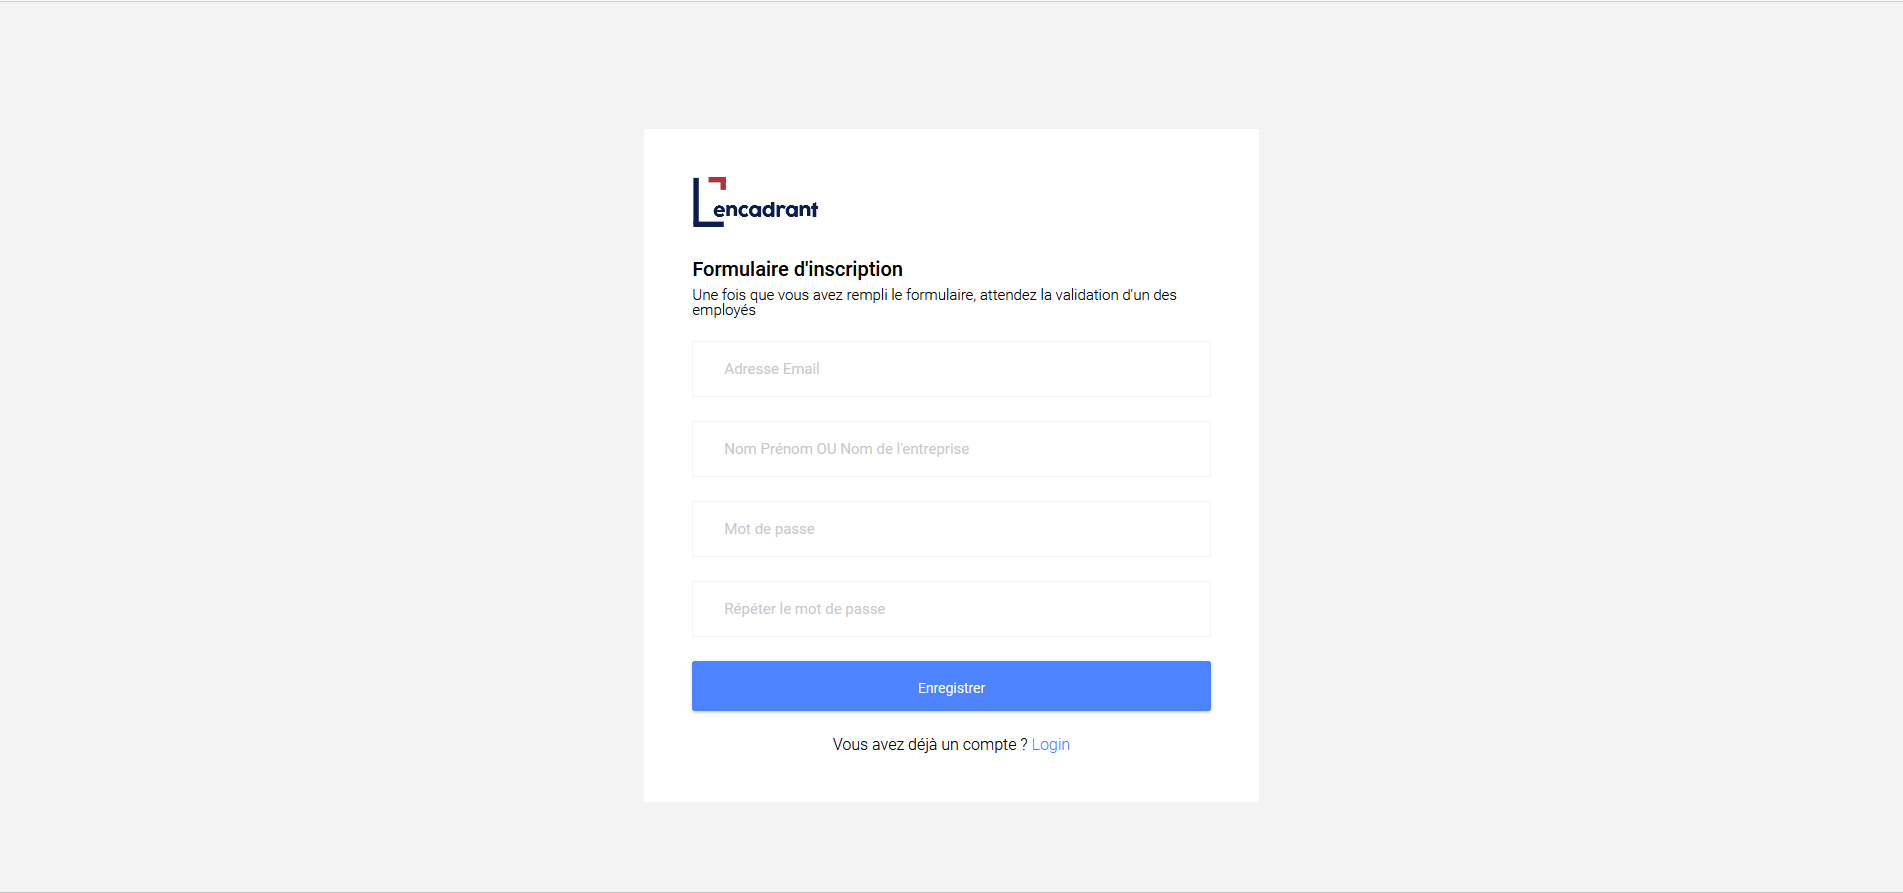 encadrant
Formulaire d'inscription
Une fois que vous avez rempli le formulaire, attendez la validation d'un des
employés
Adresse Email
Nom Prénom OU Nom de l'entreprise
Mot de passe
Répéter le mot de passe
Enregistrer
Vous avez déjà un compte ? Login